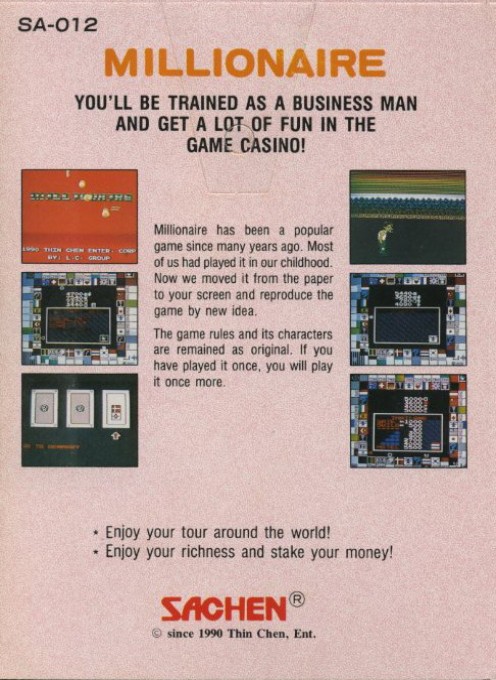 SA-012
MILLIONAIRE
YOU'LL BE TRAINED AS A BUSINESS MAN
AND GET A LOT OF FUN IN THE
GAME CASINO!
MILLIONAIRE
1990 THIN CHEN ENTER. CORP
BY: L.C. GROUP
Millionaire has been a popular
game since many years ago. Most
of us had played it in our childhood.
Now we moved it from the paper
to your screen and reproduce the
game by new idea.
The game rules and its characters
are remained as original. If you
have played it once, you will play
it once more.
* Enjoy your tour around the world!
* Enjoy your richness and stake your money!
SACHEN®
© since 1990 Thin Chen, Ent.